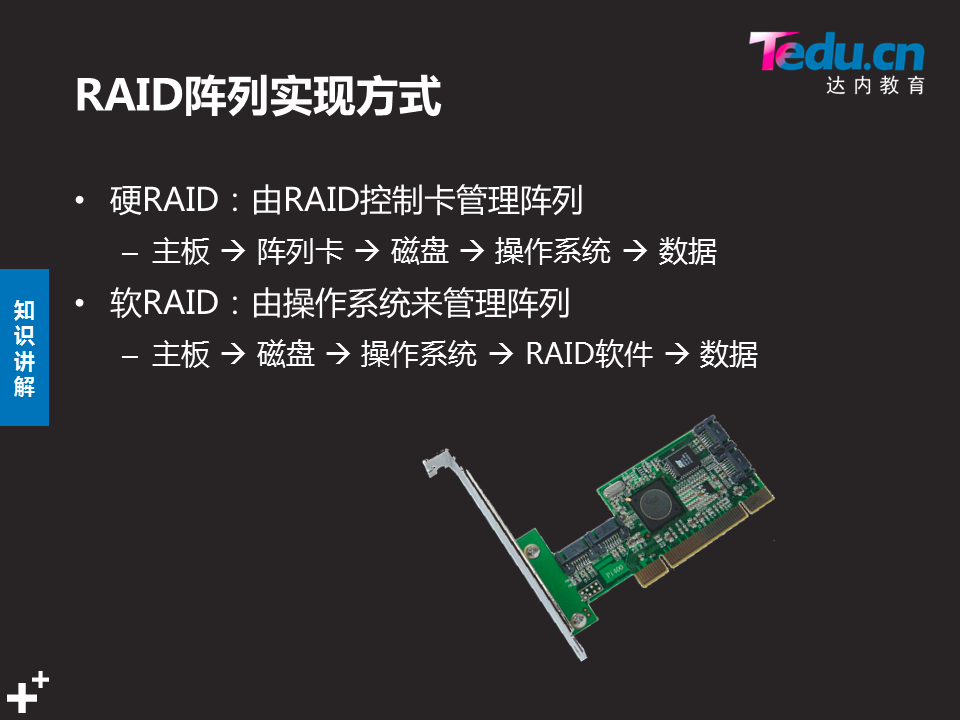 Tedu.cn
达内教育
RAID阵列实现方式
• 硬RAID：由RAID控制卡管理阵列
– 主板 → 阵列卡 → 磁盘 → 操作系统 → 数据
• 软RAID：由操作系统来管理阵列
– 主板 → 磁盘 → 操作系统 → RAID软件 → 数据
知识讲解